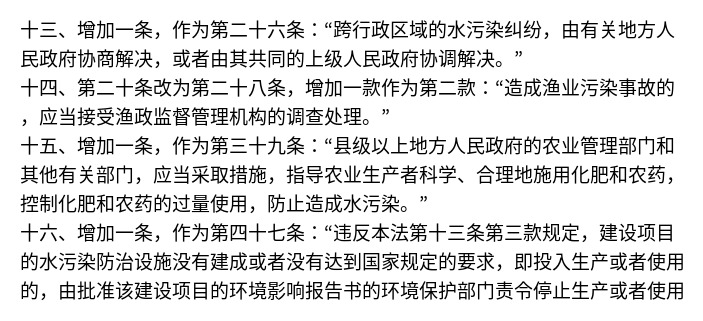 十三、增加一条，作为第二十六条：“跨行政区域的水污染纠纷，由有关地方人
民政府协商解决，或者由其共同的上级人民政府协调解决。”
十四、第二十条改为第二十八条，增加一款作为第二款：“造成渔业污染事故的
，应当接受渔政监督管理机构的调查处理。”
十五、增加一条，作为第三十九条：“县级以上地方人民政府的农业管理部门和
其他有关部门，应当采取措施，指导农业生产者科学、合理地施用化肥和农药，
控制化肥和农药的过量使用，防止造成水污染。”
十六、增加一条，作为第四十七条：“违反本法第十三条第三款规定，建设项目
的水污染防治设施没有建成或者没有达到国家规定的要求，即投入生产或者使用
的，由批准该建设项目的环境影响报告书的环境保护部门责令停止生产或者使用